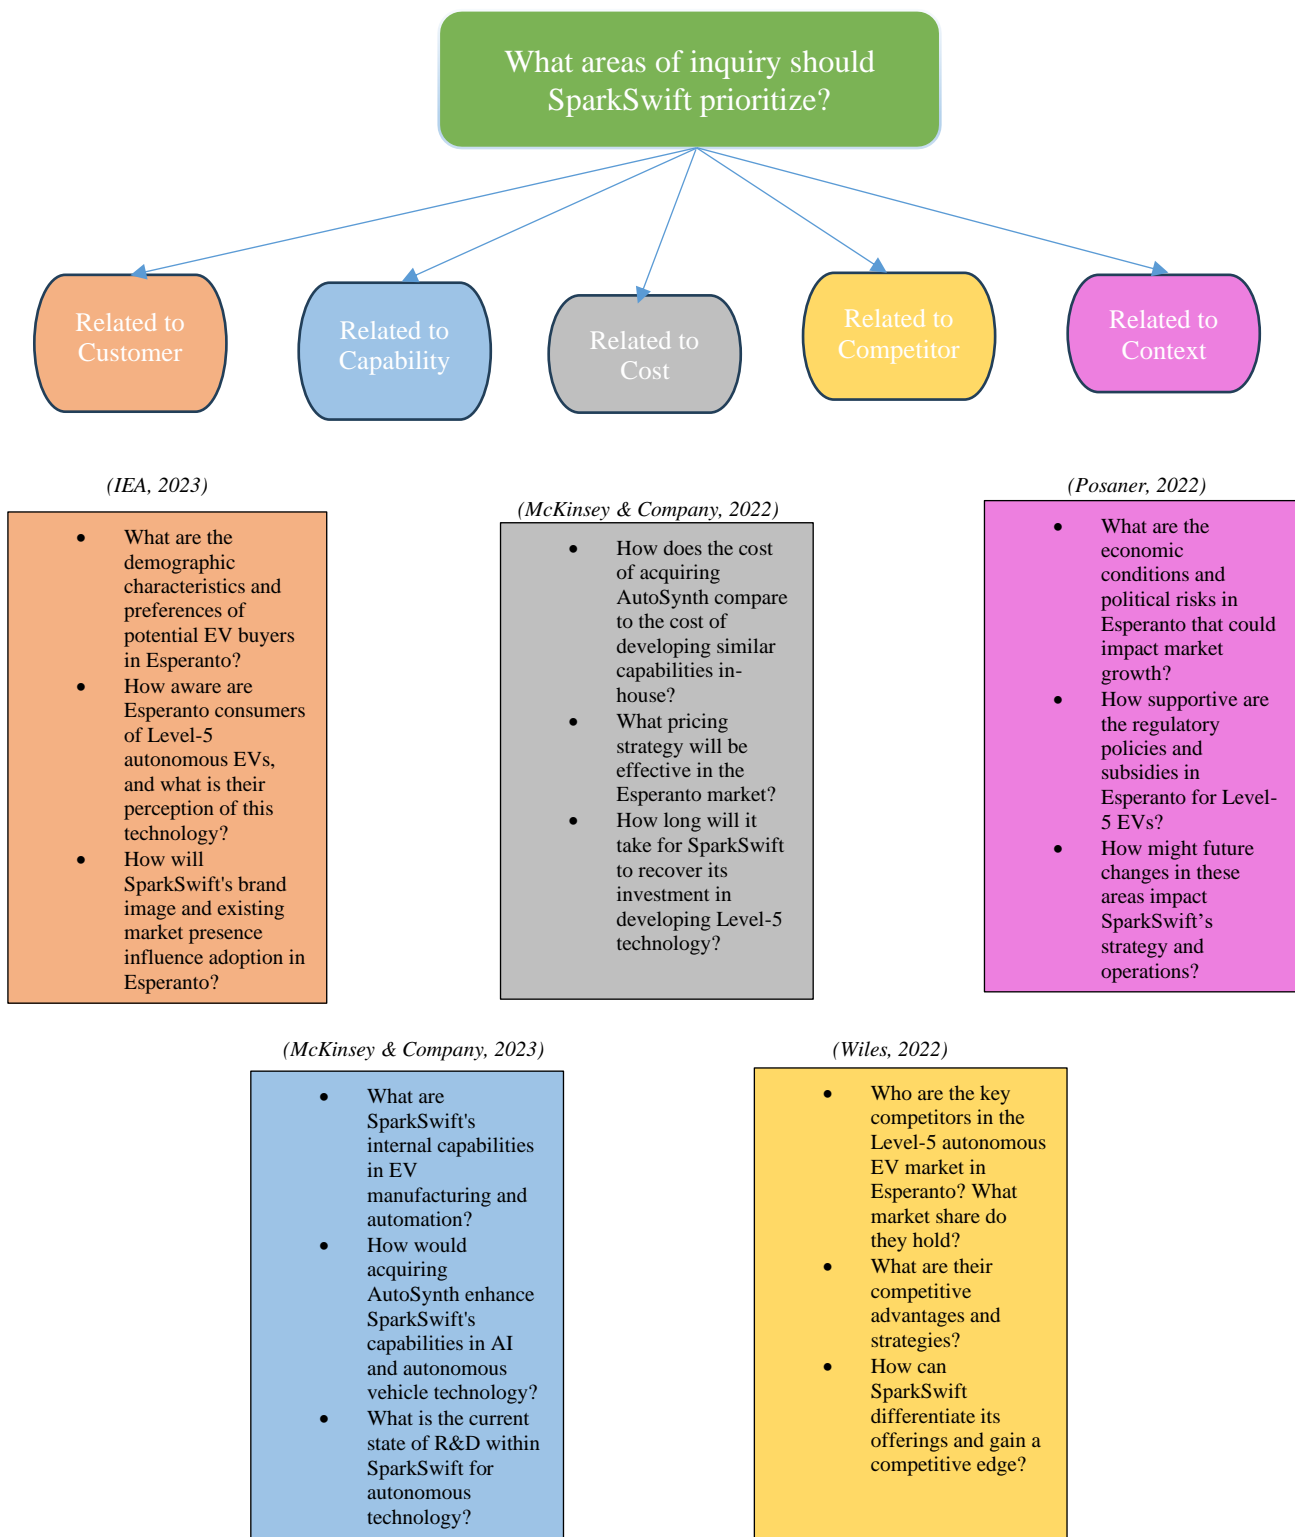 What areas of inquiry should
SparkSwift prioritize?
Related to
Customer
Related to
Capability
Related to
Cost
Related to
Competitor
Related to
Context
(IEA, 2023)
• What are the
demographic
characteristics and
preferences of
potential EV buyers
in Esperanto?
• How aware are
Esperanto consumers
of Level-5
autonomous EVs,
and what is their
perception of this
technology?
• How will
SparkSwift's brand
image and existing
market presence
influence adoption in
Esperanto?
(McKinsey & Company, 2022)
• How does the cost
of acquiring
AutoSynth compare
to the cost of
developing similar
capabilities in-
house?
• What pricing
strategy will be
effective in the
Esperanto market?
• How long will it
take for SparkSwift
to recover its
investment in
developing Level-5
technology?
(Posaner, 2022)
• What are the
economic
conditions and
political risks in
Esperanto that could
impact market
growth?
• How supportive are
the regulatory
policies and
subsidies in
Esperanto for Level-
5 EVs?
• How might future
changes in these
areas impact
SparkSwift’s
strategy and
operations?
(McKinsey & Company, 2023)
• What are
SparkSwift's
internal capabilities
in EV
manufacturing and
automation?
• How would
acquiring
AutoSynth enhance
SparkSwift's
capabilities in AI
and autonomous
vehicle technology?
• What is the current
state of R&D within
SparkSwift for
autonomous
technology?
(Wiles, 2022)
• Who are the key
competitors in the
Level-5 autonomous
EV market in
Esperanto? What
market share do
they hold?
• What are their
competitive
advantages and
strategies?
• How can
SparkSwift
differentiate its
offerings and gain a
competitive edge?